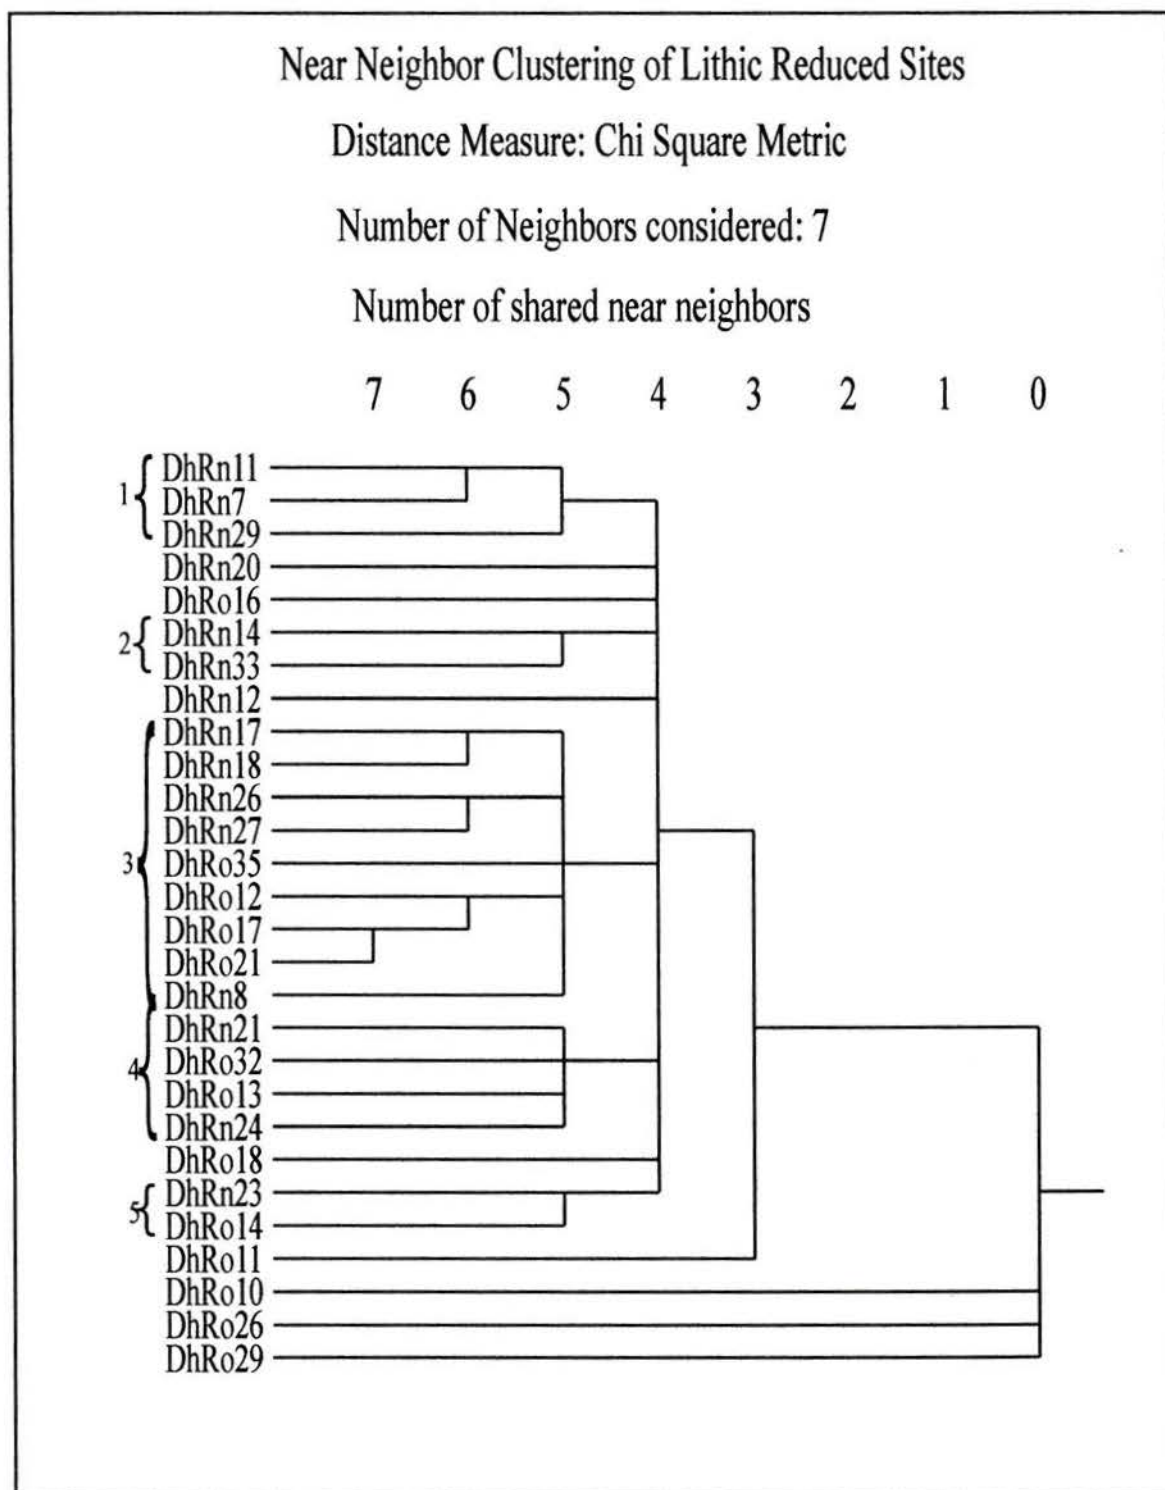 Near Neighbor Clustering of Lithic Reduced Sites
Distance Measure: Chi Square Metric
Number of Neighbors considered: 7
Number of shared near neighbors
7 6 5 4 3 2 1 0
DhRn11
1 { DhRn7
DhRn29
DhRn20
DhRo16
DhRn14
2 { DhRn33
DhRn12
DhRn17
DhRn18
DhRn26
DhRn27
3 { DhRo35
DhRo12
DhRo17
DhRo21
DhRn8
DhRn21
4 { DhRo32
DhRo13
DhRn24
DhRo18
DhRn23
5 { DhRo14
DhRo11
DhRo10
DhRo26
DhRo29